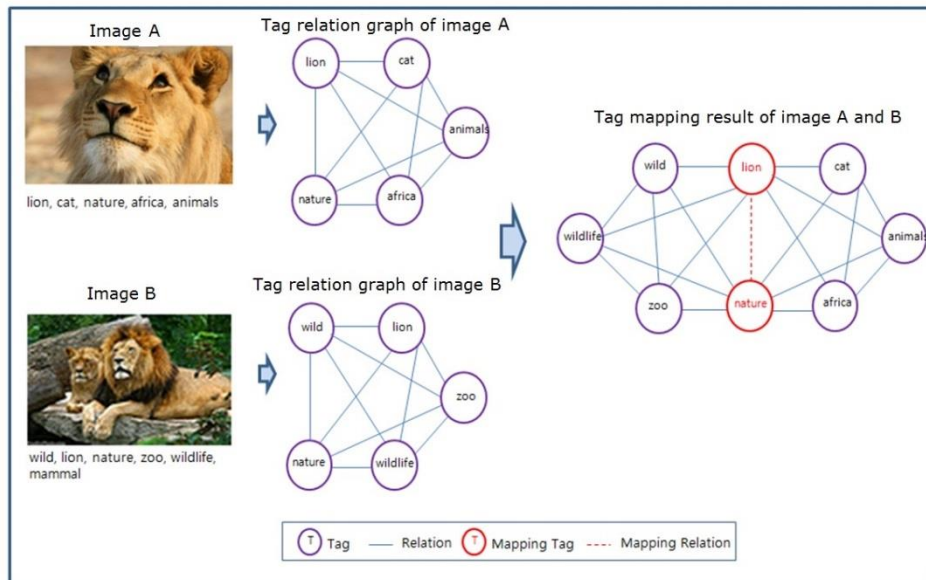 Image A
Tag relation graph of image A
lion
cat
animals
nature
africa
lion, cat, nature, africa, animals
Image B
Tag relation graph of image B
wild
lion
zoo
nature
wildlife
wild, lion, nature, zoo, wildlife,
mammal
Tag mapping result of image A and B
wild
lion
cat
wildlife
animals
zoo
nature
africa
T Tag Relation T Mapping Tag Mapping Relation